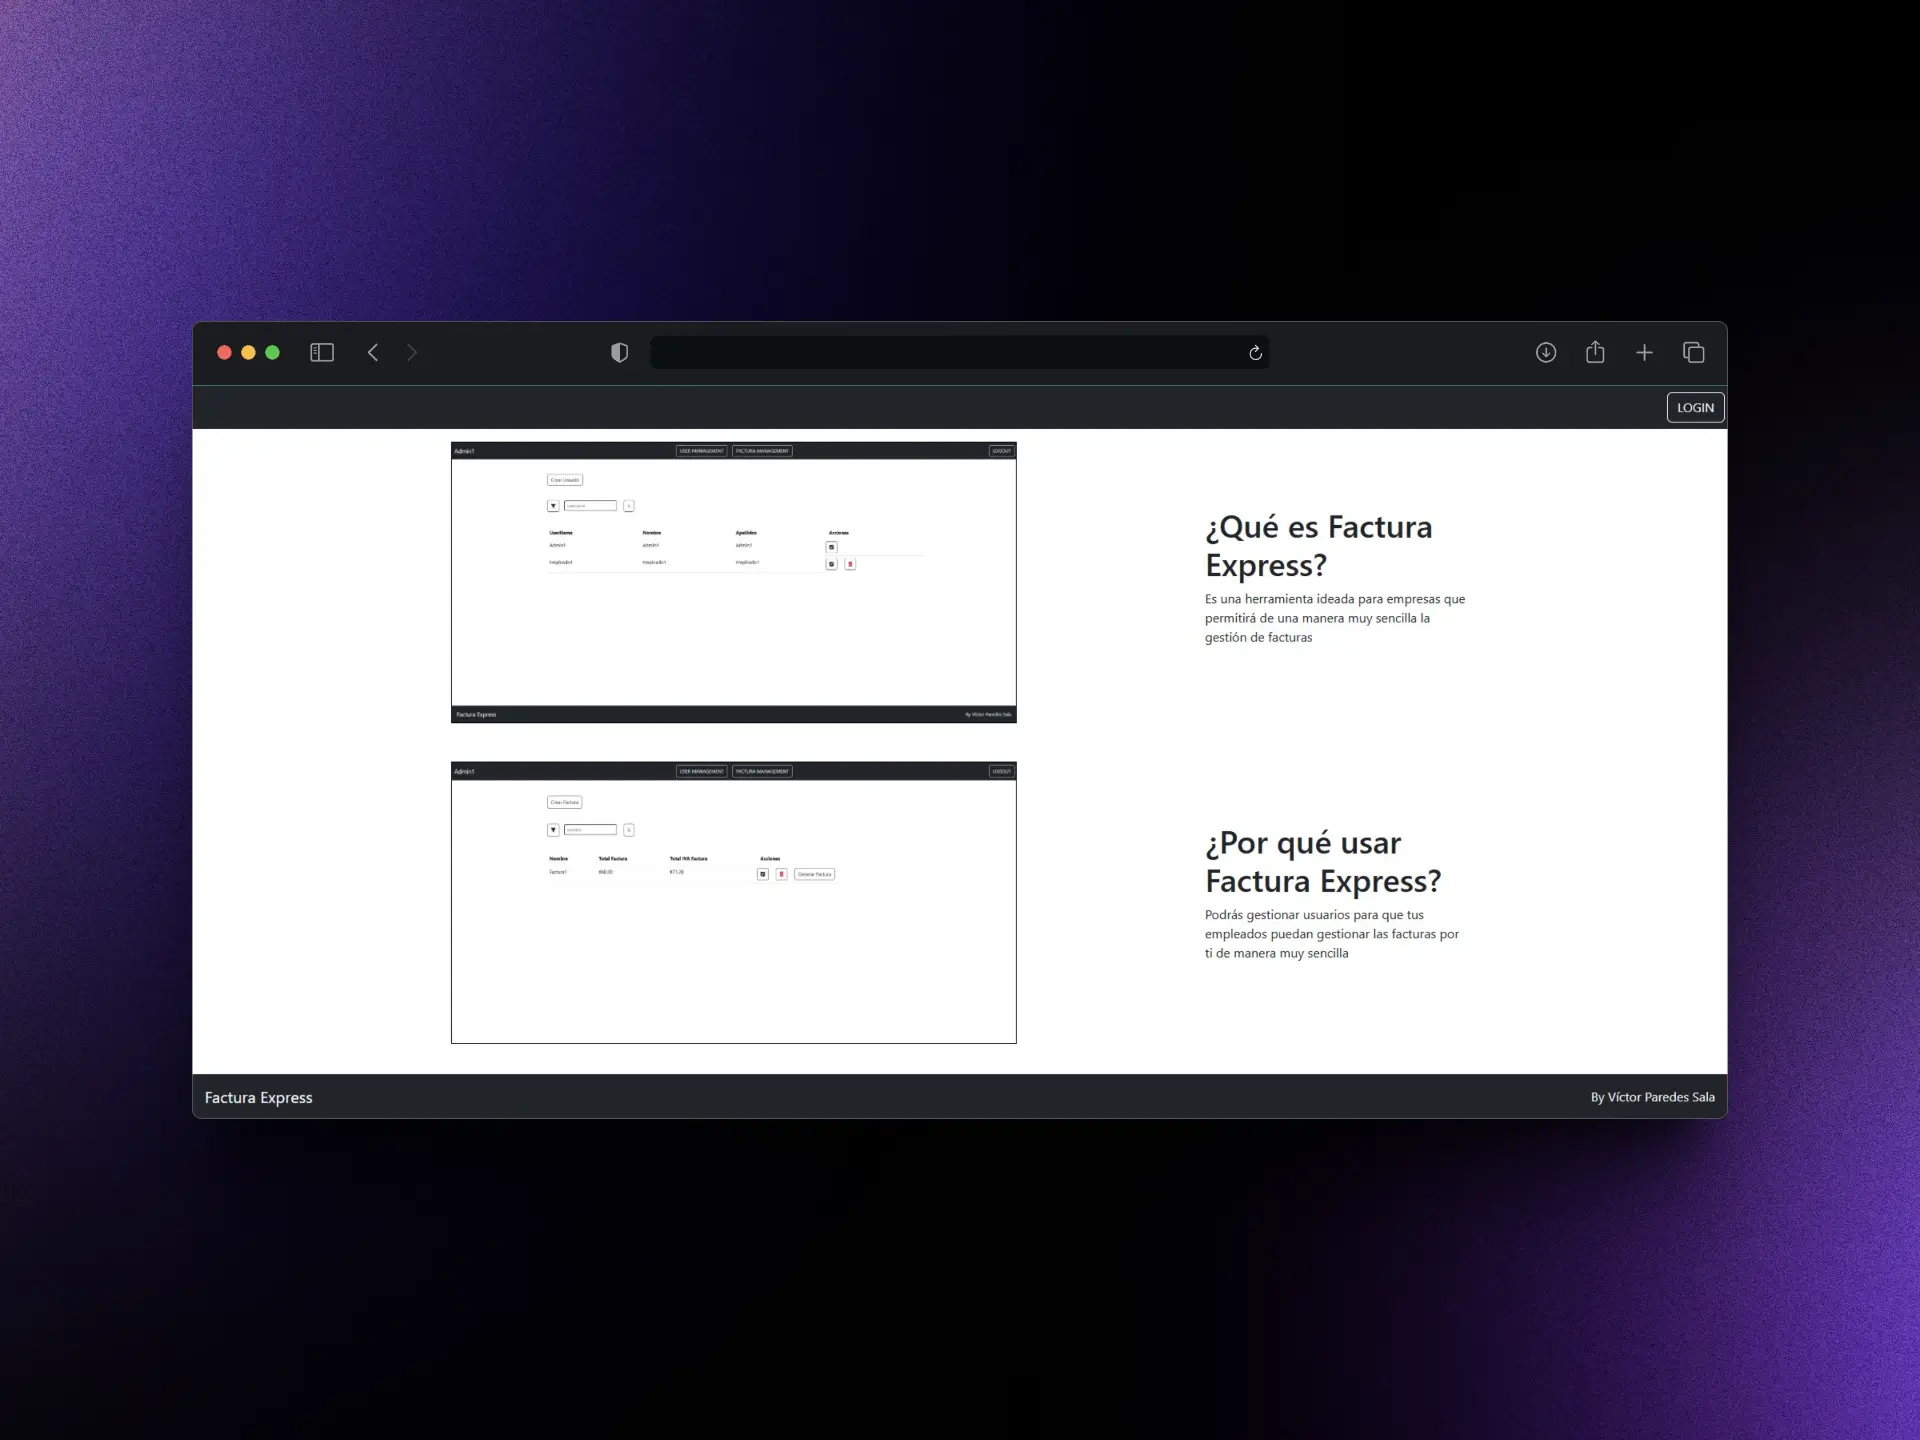 LOGIN
Admin1
USER MANAGEMENT
FACTURA MANAGEMENT
LOGOUT
Crear Usuario
UserName
Nombre
Apellidos
Acciones
Admin1
Admin1
Admin1
Empleado1
Empleado1
Empleado1
Factura Express
By Víctor Paredes Sala
¿Qué es Factura
Express?
Es una herramienta ideada para empresas que
permitirá de una manera muy sencilla la
gestión de facturas
Admin1
USER MANAGEMENT
FACTURA MANAGEMENT
LOGOUT
Crear Factura
Nombre
Total Factura
Total IVA Factura
Acciones
Factura1
Generar Factura
¿Por qué usar
Factura Express?
Podrás gestionar usuarios para que tus
empleados puedan gestionar las facturas por
ti de manera muy sencilla
Factura Express
By Víctor Paredes Sala